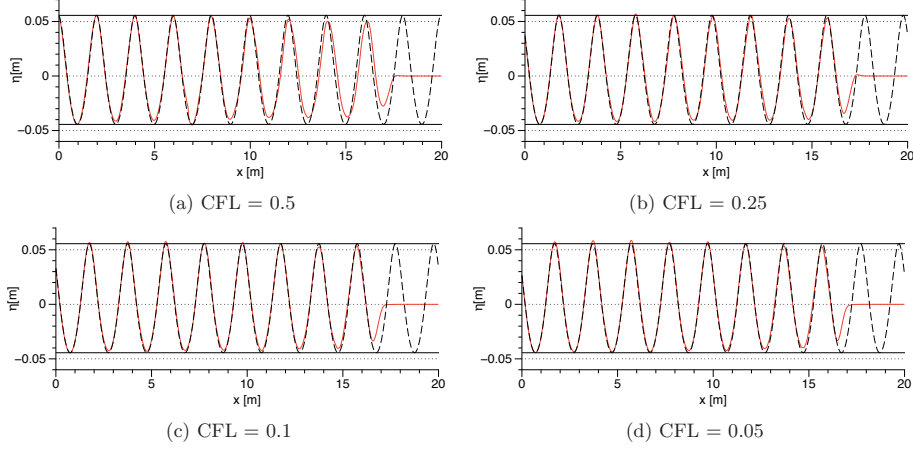 η[m]
0.05
0
−0.05
0 5 10 15 20
x [m]
(a) CFL = 0.5
η[m]
0.05
0
−0.05
0 5 10 15 20
x [m]
(b) CFL = 0.25
η[m]
0.05
0
−0.05
0 5 10 15 20
x [m]
(c) CFL = 0.1
η[m]
0.05
0
−0.05
0 5 10 15 20
x [m]
(d) CFL = 0.05